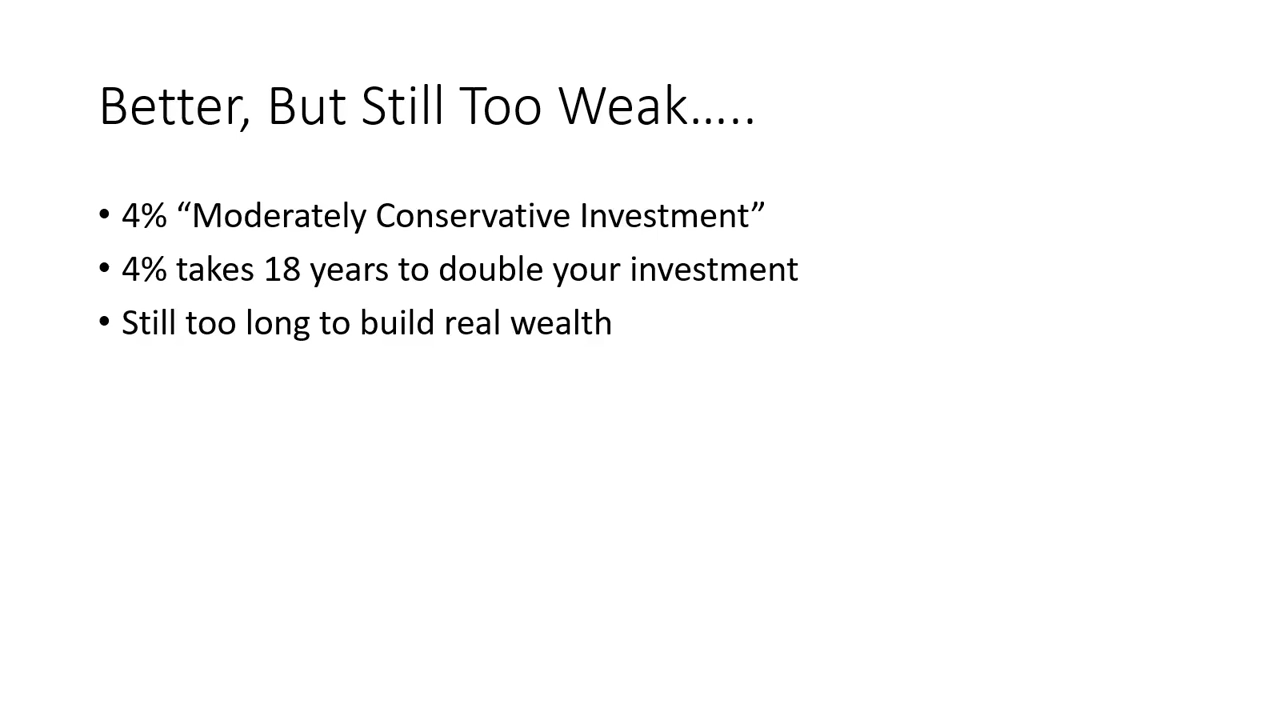 Better, But Still Too Weak…..
• 4% “Moderately Conservative Investment”
• 4% takes 18 years to double your investment
• Still too long to build real wealth